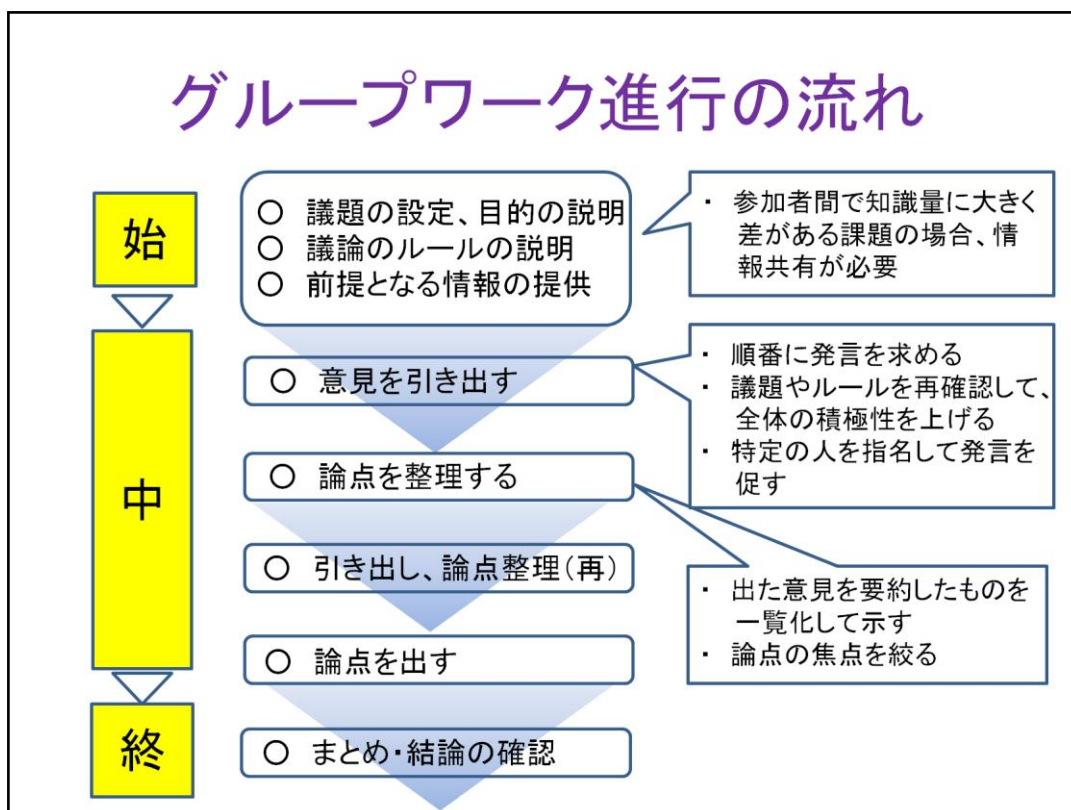 グループワーク進行の流れ
始
○ 議題の設定、目的の説明
○ 議論のルールの説明
○ 前提となる情報の提供
・ 参加者間で知識量に大きく
差がある課題の場合、情
報共有が必要
中
○ 意見を引き出す
・ 順番に発言を求める
・ 議題やルールを再確認して、
全体の積極性を上げる
・ 特定の人を指名して発言を
促す
○ 論点を整理する
・ 出た意見を要約したものを
一覧化して示す
・ 論点の焦点を絞る
○ 引き出し、論点整理(再)
○ 論点を出す
終
○ まとめ・結論の確認